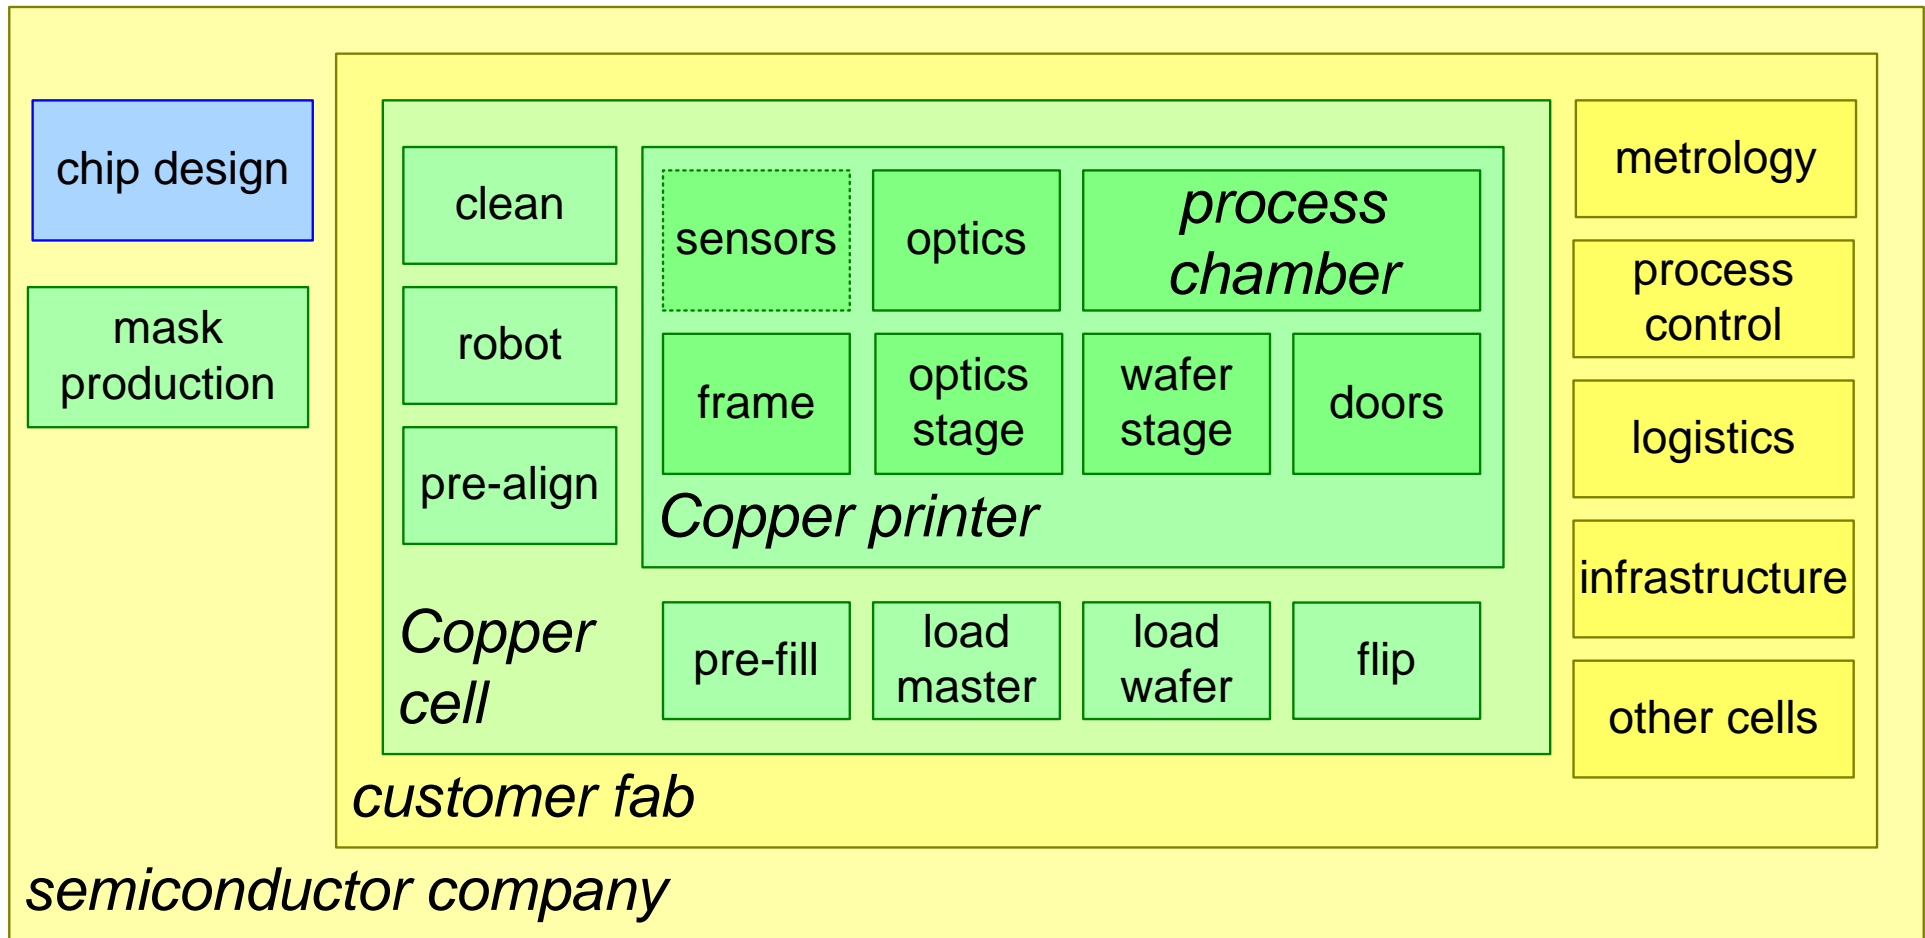 chip design
mask
production
clean
robot
pre-align
sensors
optics
process
chamber
frame
optics
stage
wafer
stage
doors
Copper printer
Copper
cell
pre-fill
load
master
load
wafer
flip
metrology
process
control
logistics
infrastructure
other cells
customer fab
semiconductor company